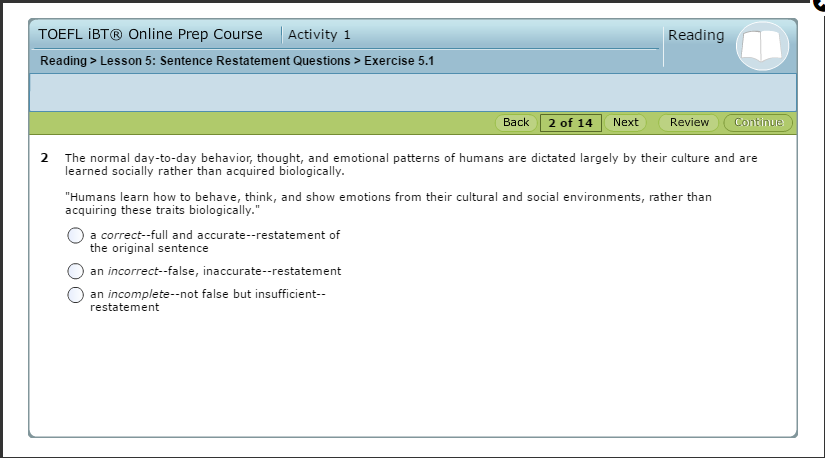 TOEFL iBT® Online Prep Course Activity 1 Reading
Reading > Lesson 5: Sentence Restatement Questions > Exercise 5.1
Back 2 of 14 Next Review Continue
2 The normal day-to-day behavior, thought, and emotional patterns of humans are dictated largely by their culture and are
learned socially rather than acquired biologically.
"Humans learn how to behave, think, and show emotions from their cultural and social environments, rather than
acquiring these traits biologically."
a correct--full and accurate--restatement of
the original sentence
an incorrect--false, inaccurate--restatement
an incomplete--not false but insufficient--
restatement